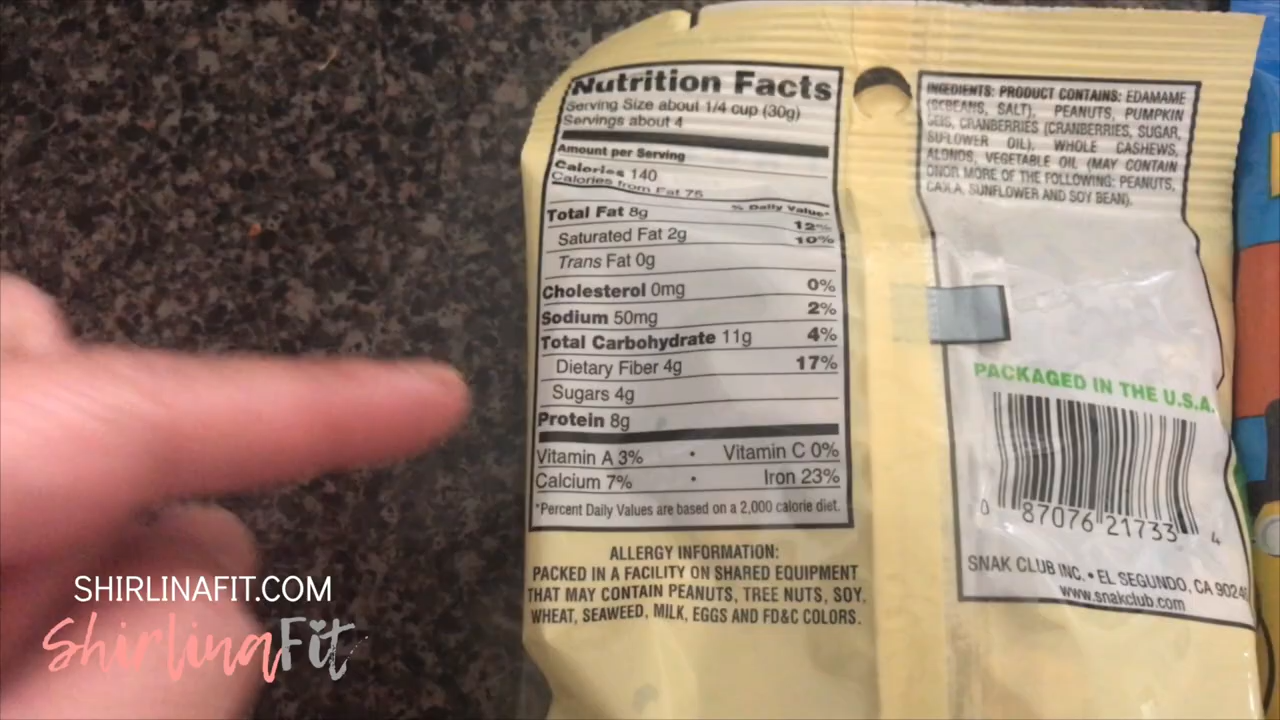 Nutrition Facts
Serving Size about 1/4 cup (30g)
Servings about 4
Amount per Serving
Calories 140
Calories from Fat 75
% Daily Value*
Total Fat 8g 12%
Saturated Fat 2g 10%
Trans Fat 0g
Cholesterol 0mg 0%
Sodium 50mg 2%
Total Carbohydrate 11g 4%
Dietary Fiber 4g 17%
Sugars 4g
Protein 8g
Vitamin A 3% • Vitamin C 0%
Calcium 7% • Iron 23%
*Percent Daily Values are based on a 2,000 calorie diet.
ALLERGY INFORMATION:
PACKED IN A FACILITY ON SHARED EQUIPMENT
THAT MAY CONTAIN PEANUTS, TREE NUTS, SOY,
WHEAT, SEAWEED, MILK, EGGS AND FD&C COLORS.
PRODUCT CONTAINS: EDAMAME
SALT), PEANUTS, PUMPKIN
CRANBERRIES (CRANBERRIES, SUGAR,
OIL), WHOLE CASHEWS,
VEGETABLE OIL (MAY CONTAIN
MORE OF THE FOLLOWING: PEANUTS,
SUNFLOWER AND SOY BEAN).
PACKAGED IN THE U.S.A.
0 87076 21733 4
SNAK CLUB INC. • EL SEGUNDO, CA
www.snakclub.com
SHIRLINAFIT.COM
ShirlinaFit